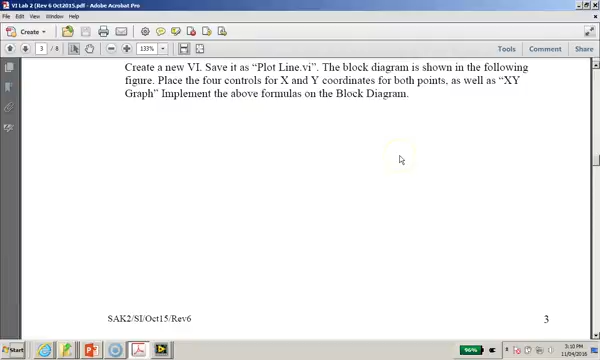 VI Lab 2 (Rev 6 Oct2015.pdf - Adobe Acrobat Pro
File Edit View Window Help
Create
3 / 8 133% Tools Comment Share
Create a new VI. Save it as “Plot Line.vi”. The block diagram is shown in the following
figure. Place the four controls for X and Y coordinates for both points, as well as “XY
Graph” Implement the above formulas on the Block Diagram.
SAK2/SI/Oct15/Rev6 3
Start 96% 3:10 PM
11/04/2016